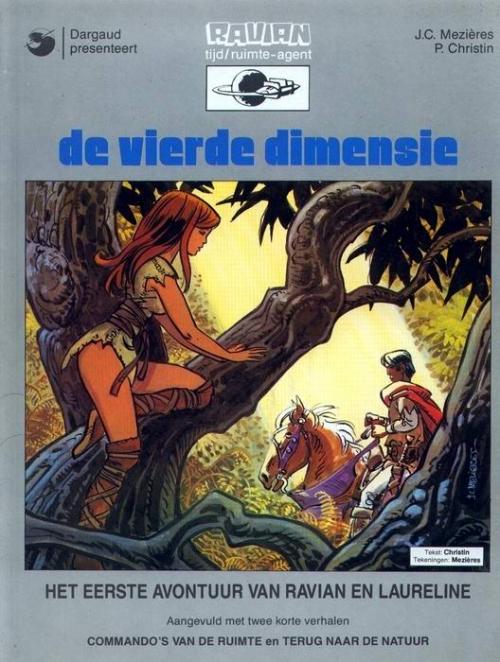 Dargaud
presenteert
RAVIAN
tijd/ruimte-agent
J.C. Mezières
P. Christin
de vierde dimensie
J.C. MEZIERES
Tekst: Christin
Tekeningen: Mezières
HET EERSTE AVONTUUR VAN RAVIAN EN LAURELINE
Aangevuld met twee korte verhalen
COMMANDO'S VAN DE RUIMTE en TERUG NAAR DE NATUUR